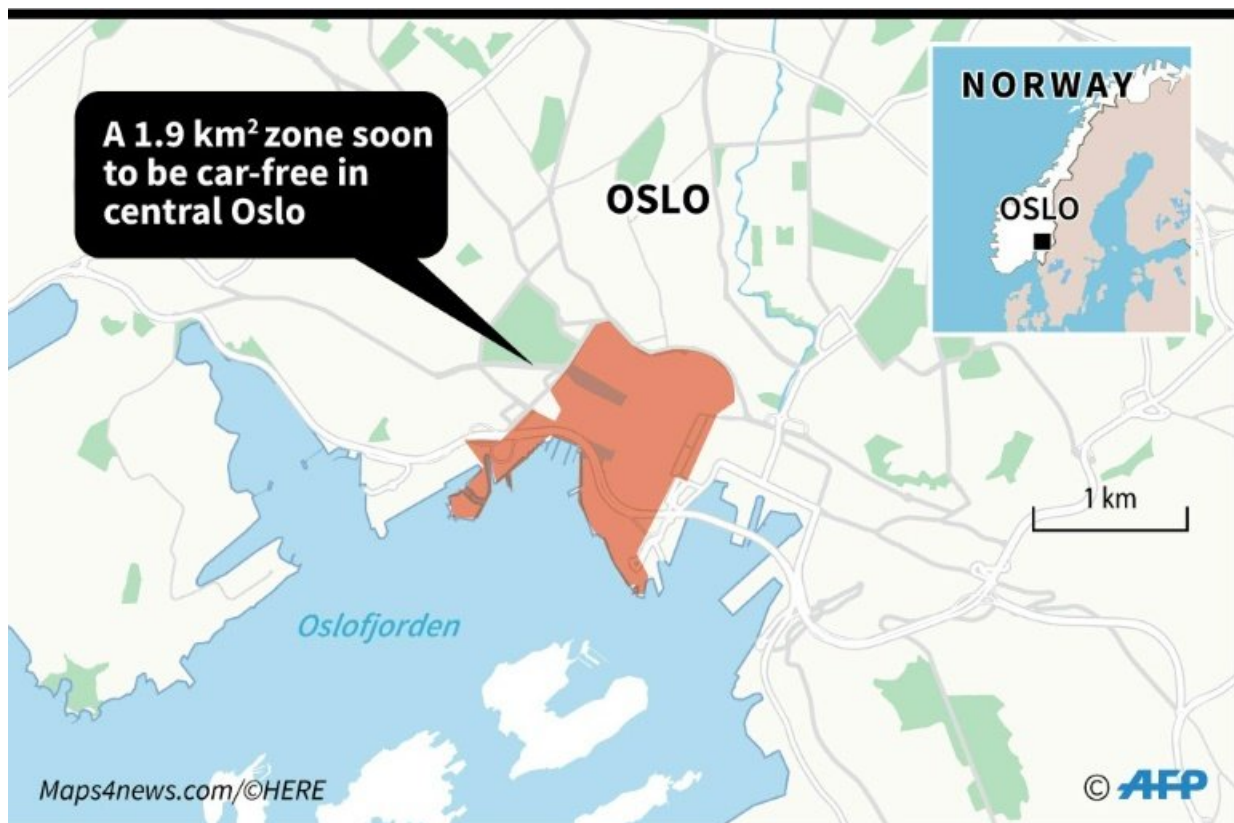 A 1.9 km² zone soon
to be car-free in
central Oslo
OSLO
NORWAY
OSLO
1 km
Oslofjorden
Maps4news.com/©HERE
© AFP